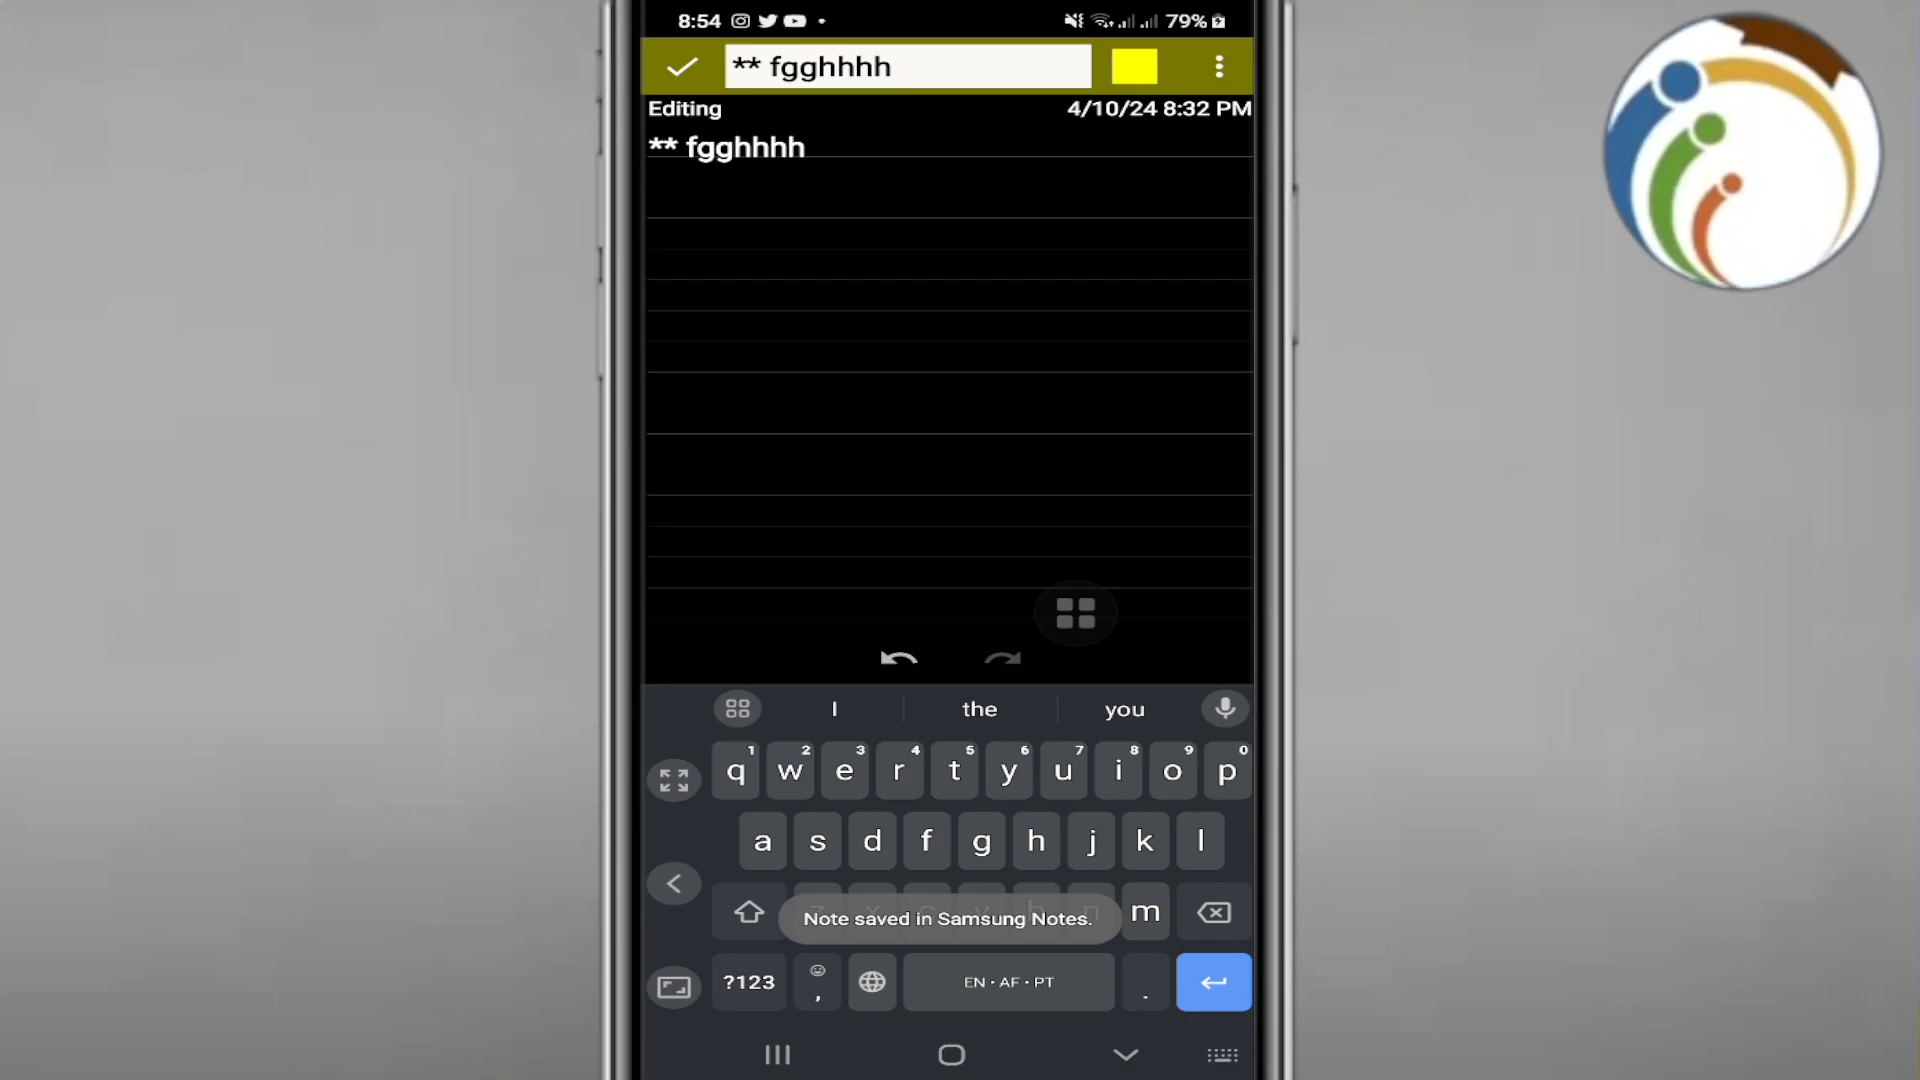 8:54 79%
** fgghhhh
Editing 4/10/24 8:32 PM
** fgghhhh
I the you
1 2 3 4 5 6 7 8 9 0
q w e r t y u i o p
a s d f g h j k l
m
Note saved in Samsung Notes.
?123 , EN • AF • PT .